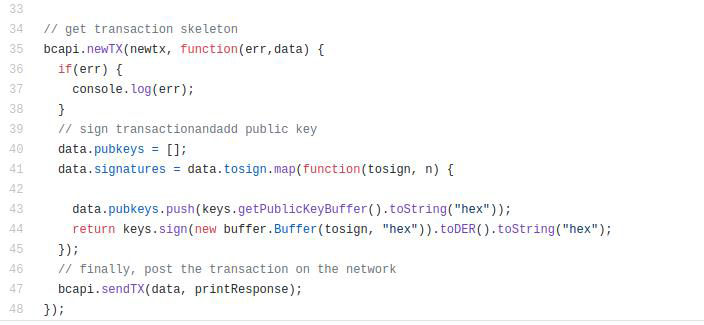 33
34 // get transaction skeleton
35 bcapi.newTX(newtx, function(err,data) {
36 if(err) {
37 console.log(err);
38 }
39 // sign transactionandadd public key
40 data.pubkeys = [];
41 data.signatures = data.tosign.map(function(tosign, n) {
42
43 data.pubkeys.push(keys.getPublicKeyBuffer().toString("hex"));
44 return keys.sign(new buffer.Buffer(tosign, "hex")).toDER().toString("hex");
45 });
46 // finally, post the transaction on the network
47 bcapi.sendTX(data, printResponse);
48 });